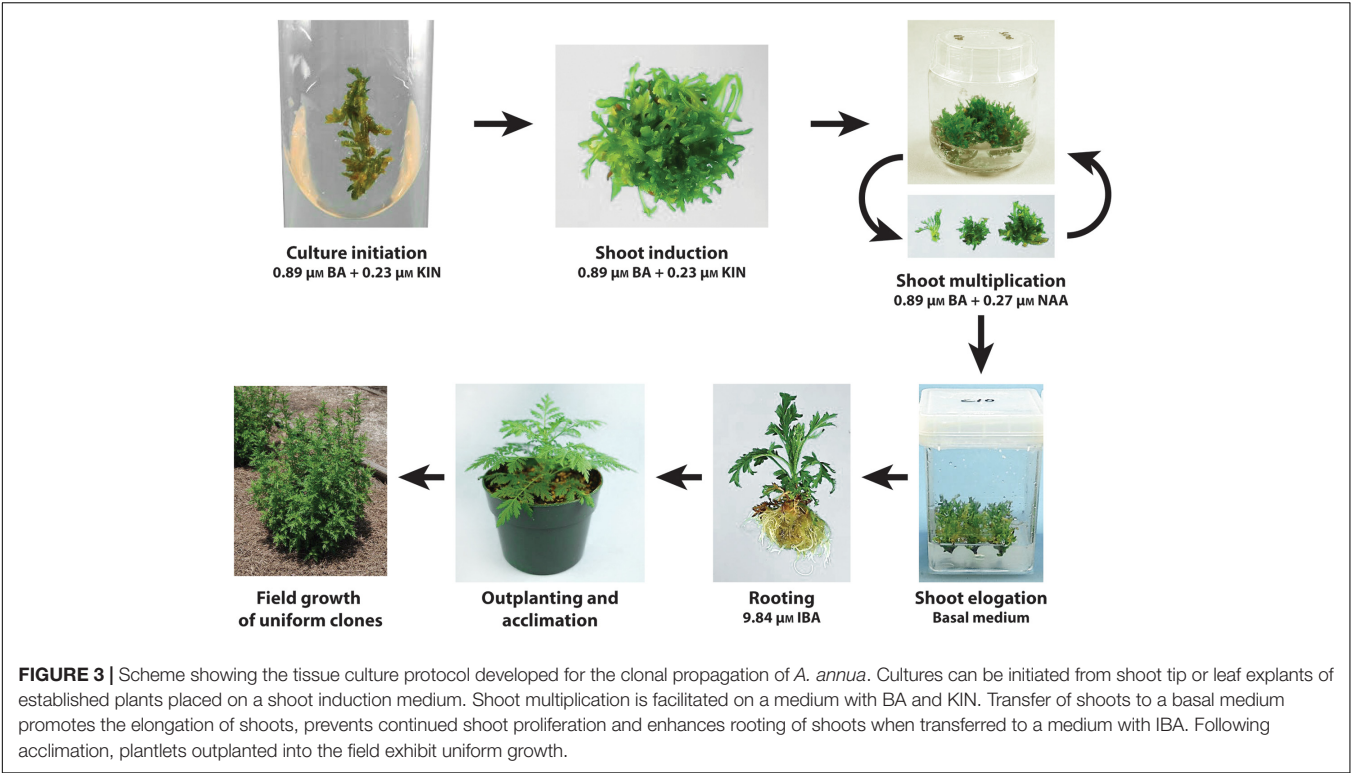 Culture initiation
0.89 μM BA + 0.23 μM KIN
Shoot induction
0.89 μM BA + 0.23 μM KIN
Shoot multiplication
0.89 μM BA + 0.27 μM NAA
Field growth
of uniform clones
Outplanting and
acclimation
Rooting
9.84 μM IBA
Shoot elogation
Basal medium
FIGURE 3 | Scheme showing the tissue culture protocol developed for the clonal propagation of A. annua. Cultures can be initiated from shoot tip or leaf explants of
established plants placed on a shoot induction medium. Shoot multiplication is facilitated on a medium with BA and KIN. Transfer of shoots to a basal medium
promotes the elongation of shoots, prevents continued shoot proliferation and enhances rooting of shoots when transferred to a medium with IBA. Following
acclimation, plantlets outplanted into the field exhibit uniform growth.